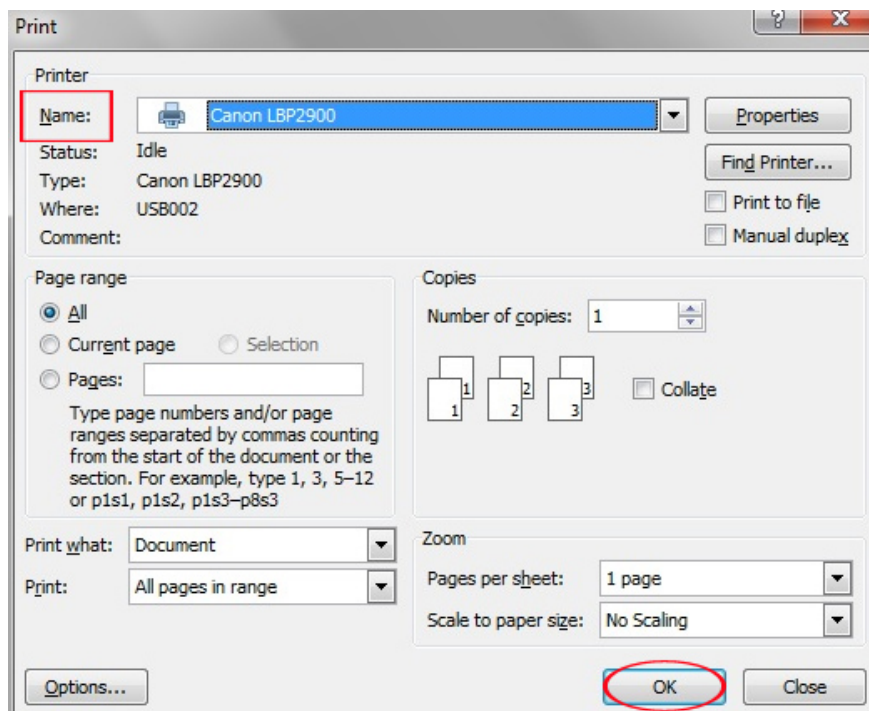 Print
Printer
Name: Canon LBP2900 Properties
Status: Idle
Find Printer...
Type: Canon LBP2900
Where: USB002
Print to file
Comment:
Manual duplex
Page range
All
Current page Selection
Pages:
Type page numbers and/or page
ranges separated by commas counting
from the start of the document or the
section. For example, type 1, 3, 5–12
or p1s1, p1s2, p1s3–p8s3
Copies
Number of copies: 1
1 2 3
1 2 3
Collate
Print what: Document
Print: All pages in range
Zoom
Pages per sheet: 1 page
Scale to paper size: No Scaling
Options... OK Close